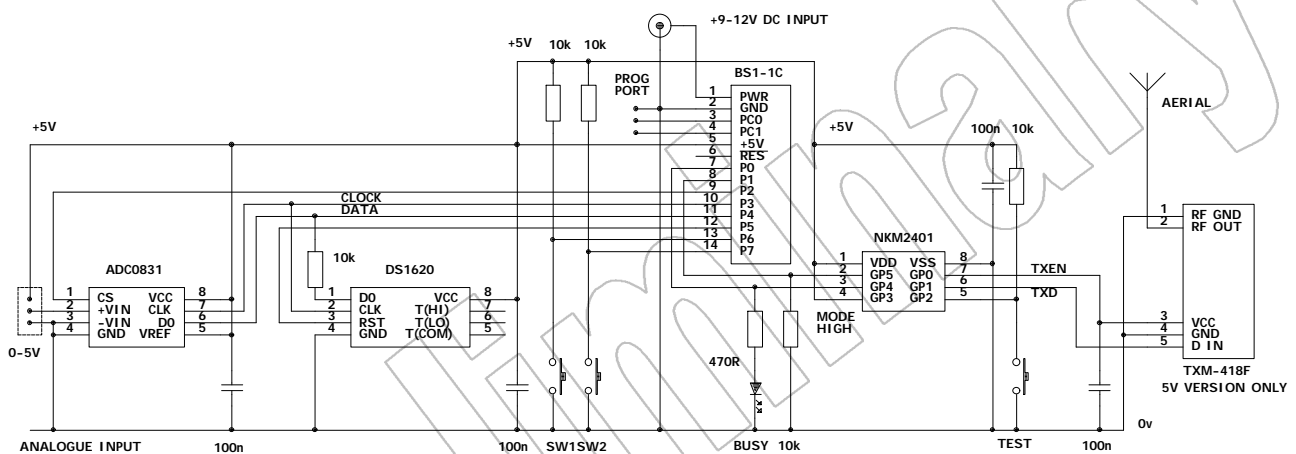 +9-12V DC INPUT
+5V 10k 10k
BS1-1C
PROG
PORT
1 PWR
2 GND
3 PC0
4 PC1
5 +5V
6 RES
7 P0
8 P1
9 P2
10 P3
11 P4
12 P5
13 P6
14 P7
AERIAL
+5V
+5V
100n 10k
CLOCK
DATA
10k
ADC0831
1 CS VCC 8
2 +VIN CLK 7
3 -VIN D0 6
4 GND VREF 5
0-5V
DS1620
1 D0 VCC 8
2 CLK T(HI) 7
3 RST T(LO) 6
4 GND T(COM) 5
NKM2401
1 VDD VSS 8
2 GP5 GP0 7
3 GP4 GP1 6
4 GP3 GP2 5
MODE
HIGH
TXEN
TXD
1 RF GND
2 RF OUT
3 VCC
4 GND
5 D IN
TXM-418F
5V VERSION ONLY
470R
0v
ANALOGUE INPUT
100n
100n
SW1SW2
BUSY 10k
TEST
100n
liminary